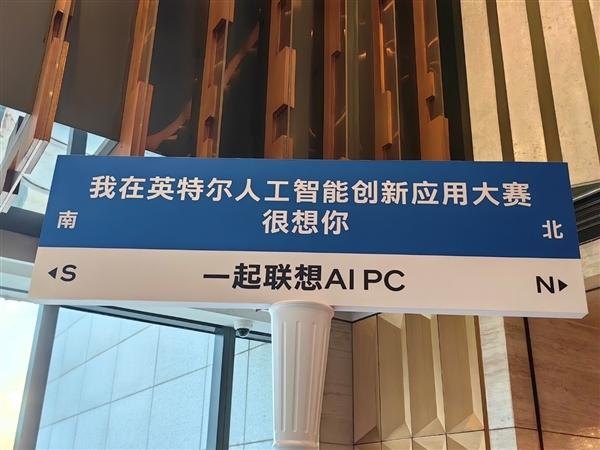 我在英特尔人工智能创新应用大赛
很想你
南
北
◂S
一起联想AI PC
N▸